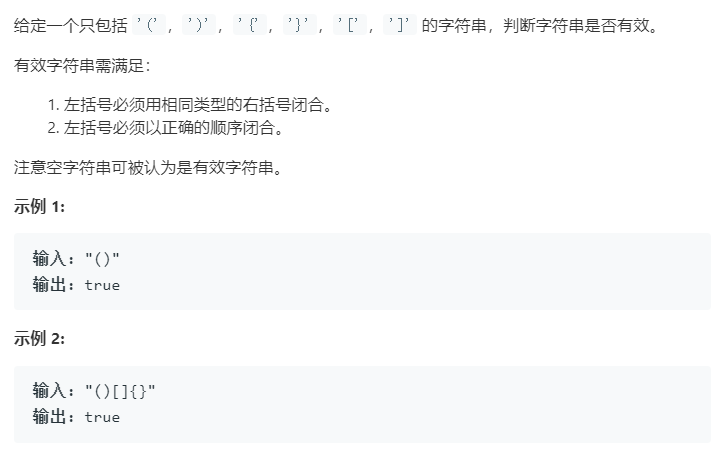 给定一个只包括 '(', ')', '{', '}', '[', ']' 的字符串，判断字符串是否有效。
有效字符串需满足：
1. 左括号必须用相同类型的右括号闭合。
2. 左括号必须以正确的顺序闭合。
注意空字符串可被认为是有效字符串。
示例 1:
输入: "()"
输出: true
示例 2:
输入: "()[]{}"
输出: true